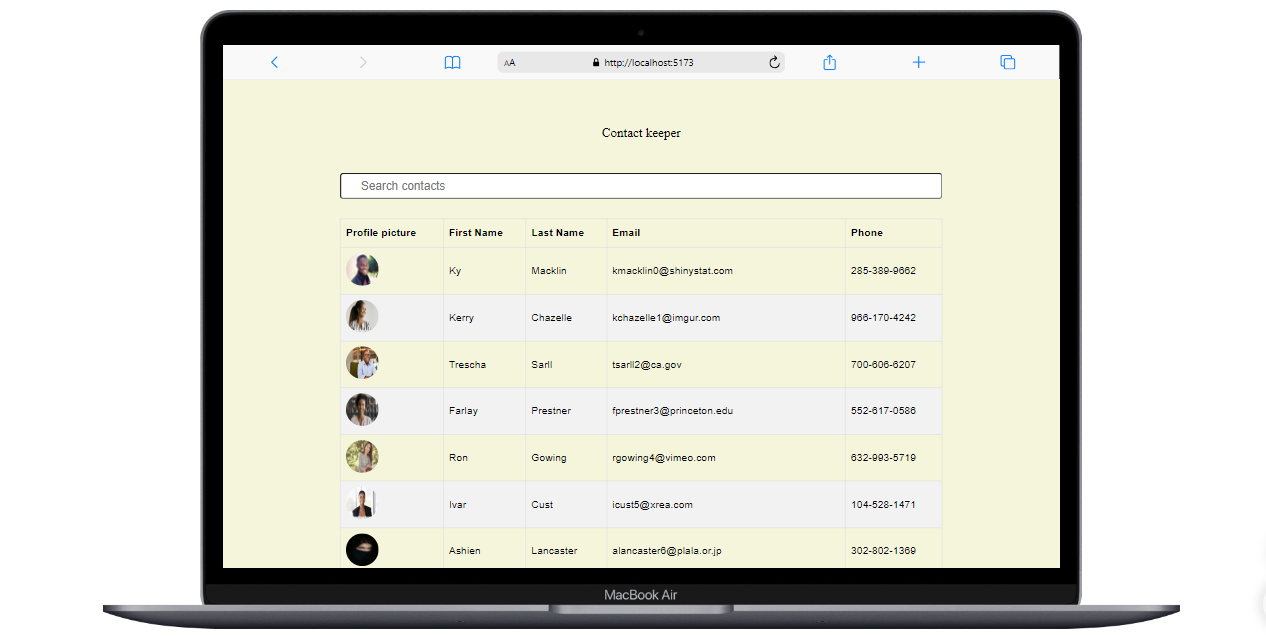 AA http://localhost:5173
Contact keeper
Search contacts
Profile picture First Name Last Name Email Phone
Ky Macklin kmacklin0@shinystat.com 285-389-9662
Kerry Chazelle kchazelle1@imgur.com 966-170-4242
Trescha Sarll tsarll2@ca.gov 700-606-6207
Farlay Prestner fprestner3@princeton.edu 552-617-0586
Ron Gowing rgowing4@vimeo.com 632-993-5719
Ivar Cust icust5@xrea.com 104-528-1471
Ashien Lancaster alancaster6@plala.or.jp 302-802-1369
MacBook Air